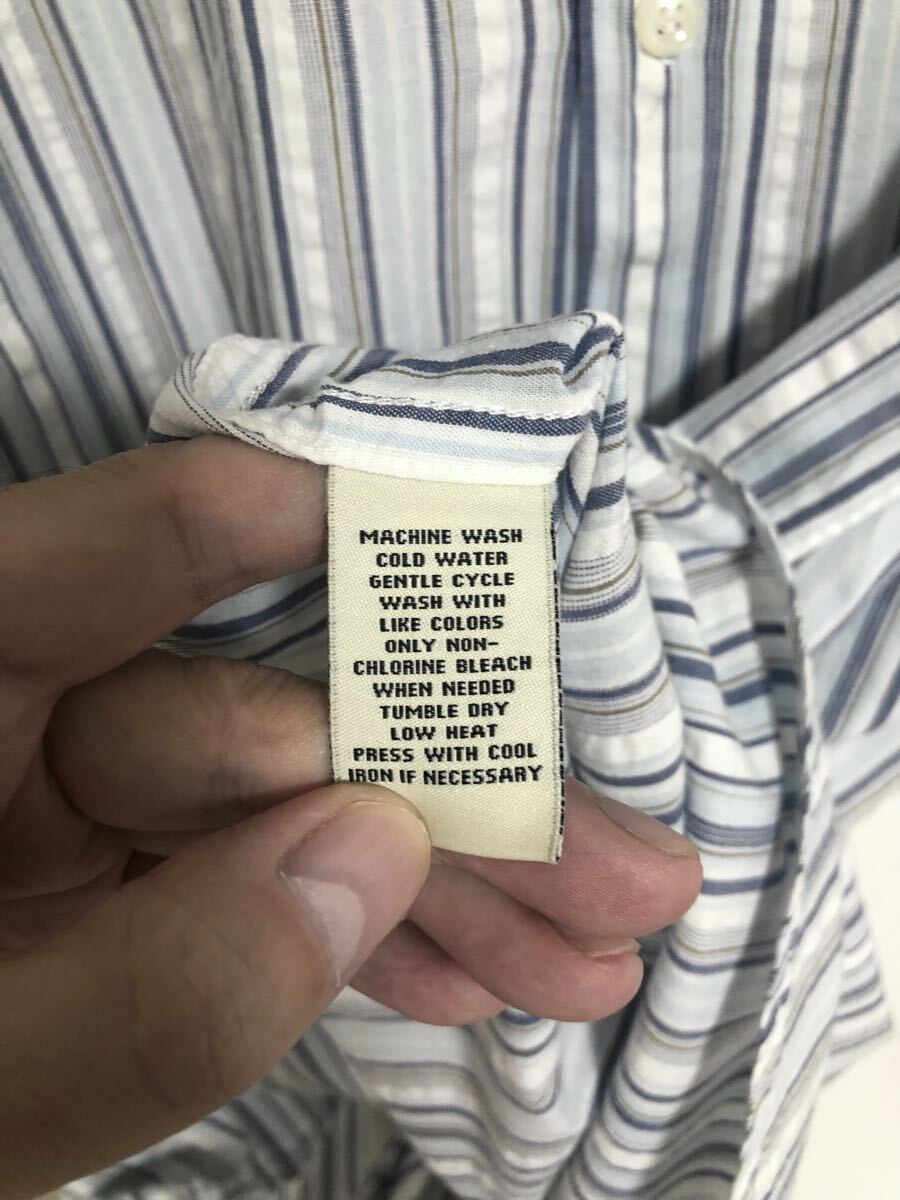 MACHINE WASH
COLD WATER
GENTLE CYCLE
WASH WITH
LIKE COLORS
ONLY NON-
CHLORINE BLEACH
WHEN NEEDED
TUMBLE DRY
LOW HEAT
PRESS WITH COOL
IRON IF NECESSARY